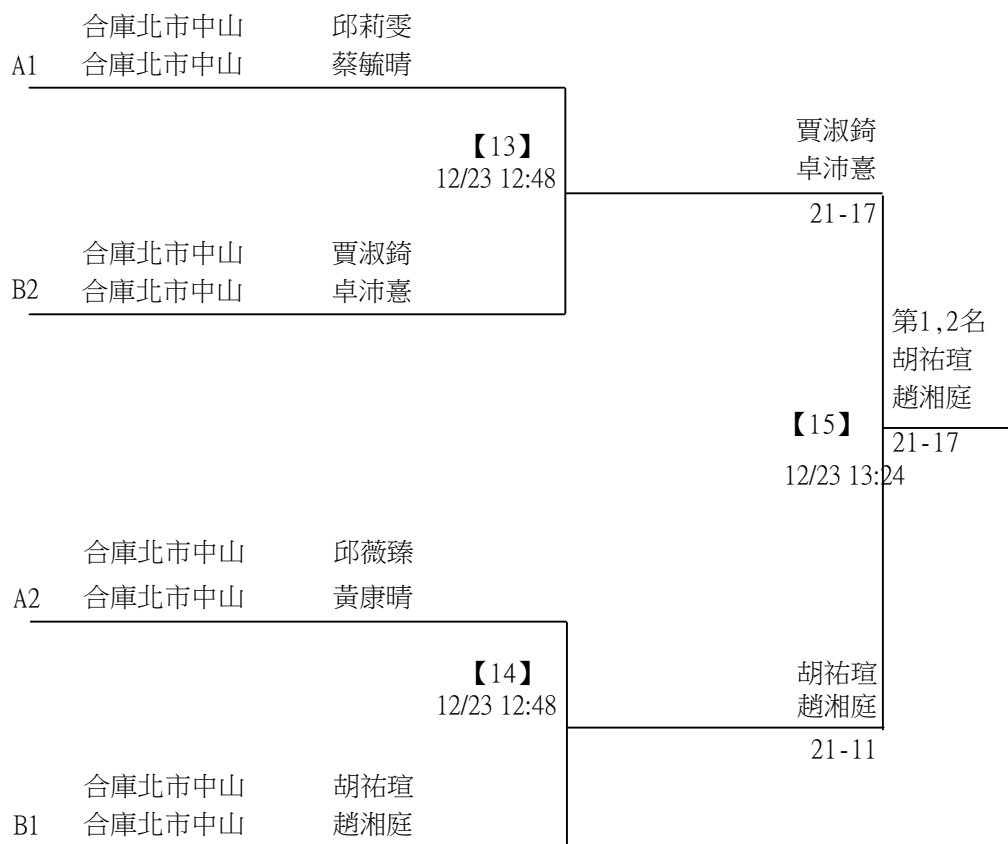 合庫北市中山 邱莉雯
A1 合庫北市中山 蔡毓晴
【13】
12/23 12:48
賈淑錡
卓沛憙
21-17
合庫北市中山 賈淑錡
B2 合庫北市中山 卓沛憙
第1,2名
胡祐瑄
趙湘庭
【15】
21-17
12/23 13:24
合庫北市中山 邱薇臻
A2 合庫北市中山 黃康晴
【14】
12/23 12:48
胡祐瑄
趙湘庭
21-11
合庫北市中山 胡祐瑄
B1 合庫北市中山 趙湘庭